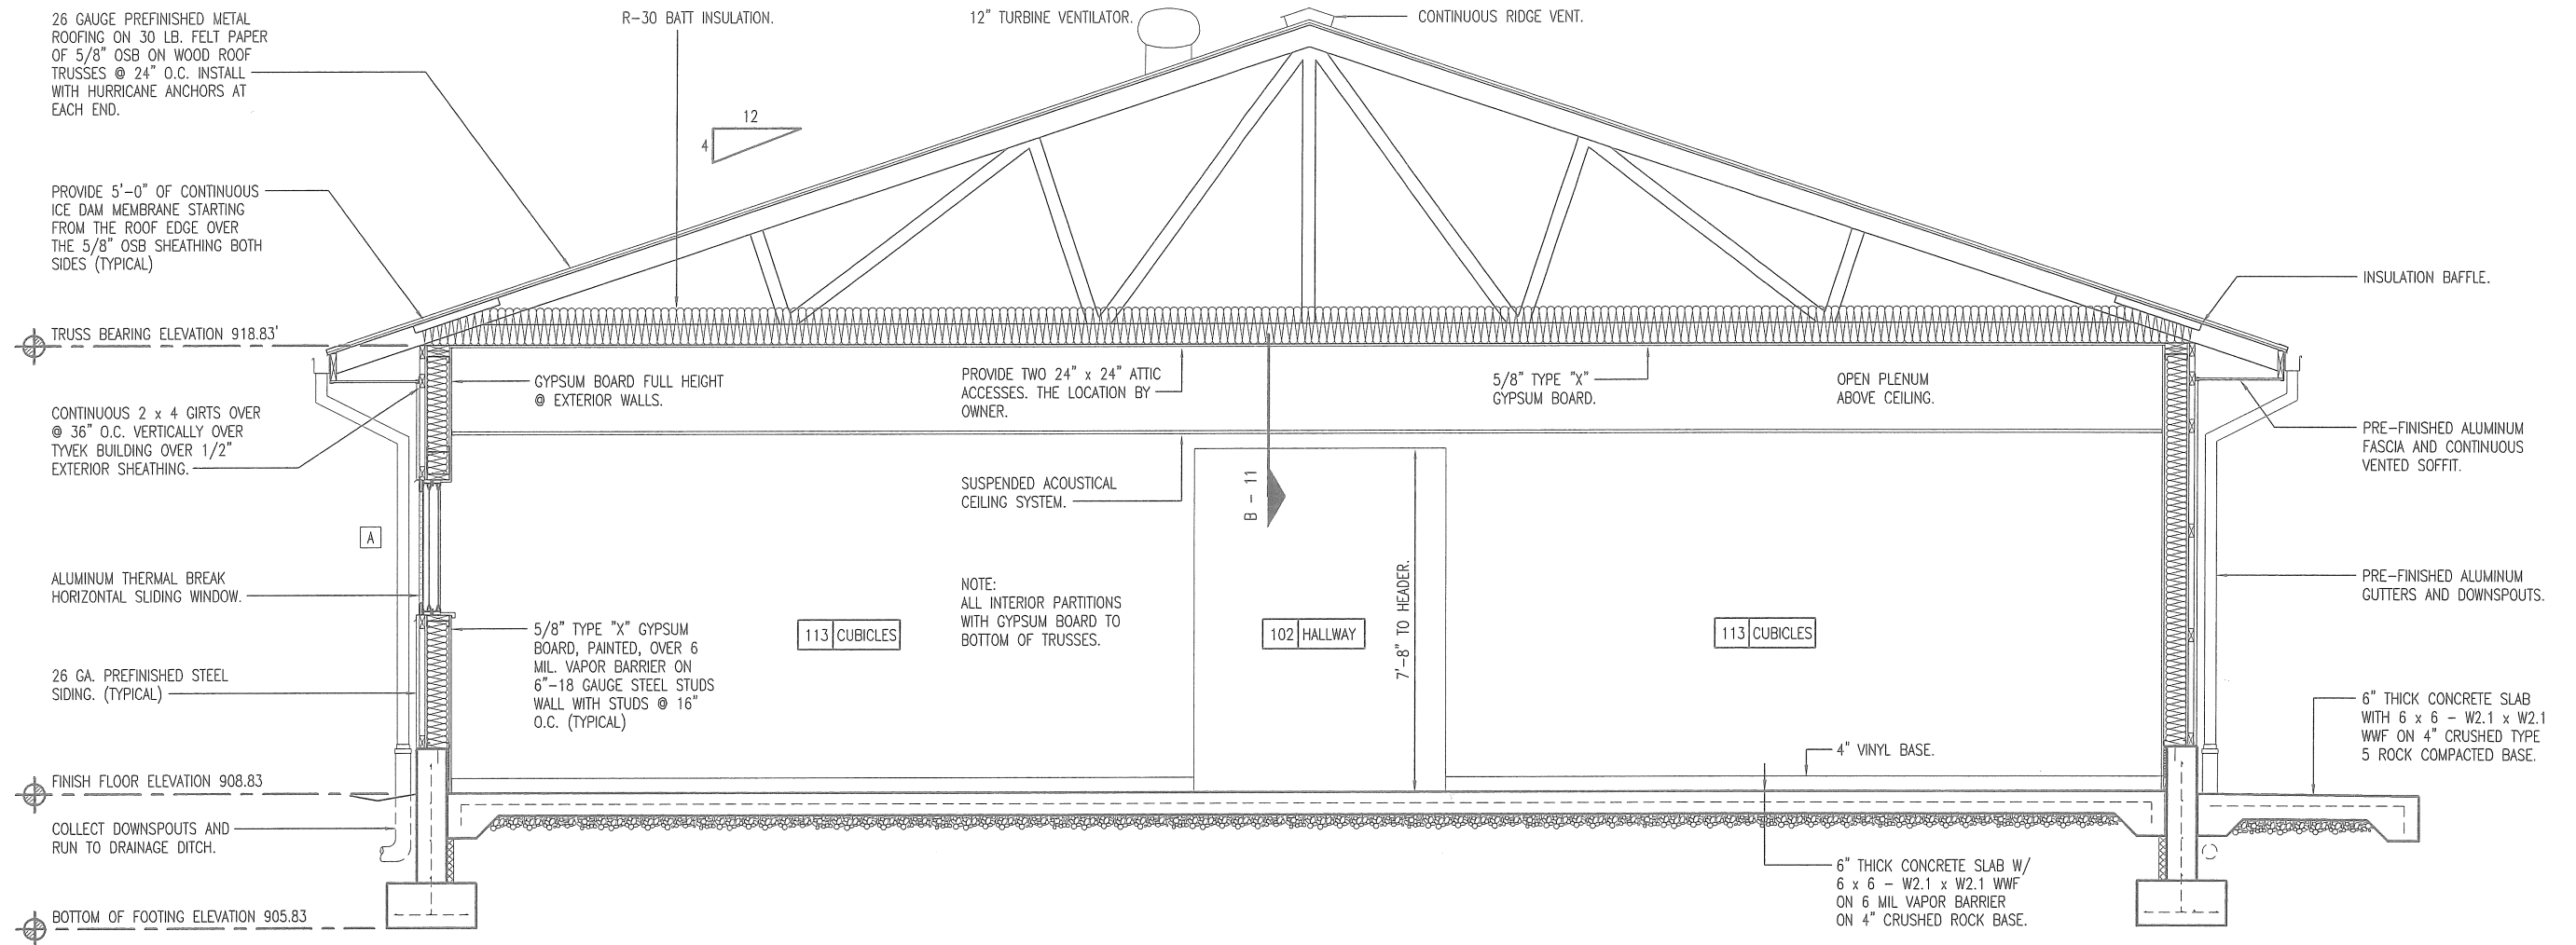 26 GAUGE PREFINISHED METAL
ROOFING ON 30 LB. FELT PAPER
OF 5/8" OSB ON WOOD ROOF
TRUSSES @ 24" O.C. INSTALL
WITH HURRICANE ANCHORS AT
EACH END.
R-30 BATT INSULATION.
12" TURBINE VENTILATOR.
CONTINUOUS RIDGE VENT.
12
4
PROVIDE 5'-0" OF CONTINUOUS
ICE DAM MEMBRANE STARTING
FROM THE ROOF EDGE OVER
THE 5/8" OSB SHEATHING BOTH
SIDES (TYPICAL)
INSULATION BAFFLE.
TRUSS BEARING ELEVATION 918.83'
GYPSUM BOARD FULL HEIGHT
@ EXTERIOR WALLS.
PROVIDE TWO 24" x 24" ATTIC
ACCESSES. THE LOCATION BY
OWNER.
5/8" TYPE "X"
GYPSUM BOARD.
OPEN PLENUM
ABOVE CEILING.
CONTINUOUS 2 x 4 GIRTS OVER
@ 36" O.C. VERTICALLY OVER
TYVEK BUILDING OVER 1/2"
EXTERIOR SHEATHING.
PRE-FINISHED ALUMINUM
FASCIA AND CONTINUOUS
VENTED SOFFIT.
SUSPENDED ACOUSTICAL
CEILING SYSTEM.
B - 11
A
ALUMINUM THERMAL BREAK
HORIZONTAL SLIDING WINDOW.
NOTE:
ALL INTERIOR PARTITIONS
WITH GYPSUM BOARD TO
BOTTOM OF TRUSSES.
7'-8" TO HEADER.
PRE-FINISHED ALUMINUM
GUTTERS AND DOWNSPOUTS.
5/8" TYPE "X" GYPSUM
BOARD, PAINTED, OVER 6
MIL. VAPOR BARRIER ON
6"-18 GAUGE STEEL STUDS
WALL WITH STUDS @ 16"
O.C. (TYPICAL)
113 CUBICLES
102 HALLWAY
113 CUBICLES
26 GA. PREFINISHED STEEL
SIDING. (TYPICAL)
6" THICK CONCRETE SLAB
WITH 6 x 6 - W2.1 x W2.1
WWF ON 4" CRUSHED TYPE
5 ROCK COMPACTED BASE.
4" VINYL BASE.
FINISH FLOOR ELEVATION 908.83
COLLECT DOWNSPOUTS AND
RUN TO DRAINAGE DITCH.
6" THICK CONCRETE SLAB W/
6 x 6 - W2.1 x W2.1 WWF
ON 6 MIL VAPOR BARRIER
ON 4" CRUSHED ROCK BASE.
BOTTOM OF FOOTING ELEVATION 905.83